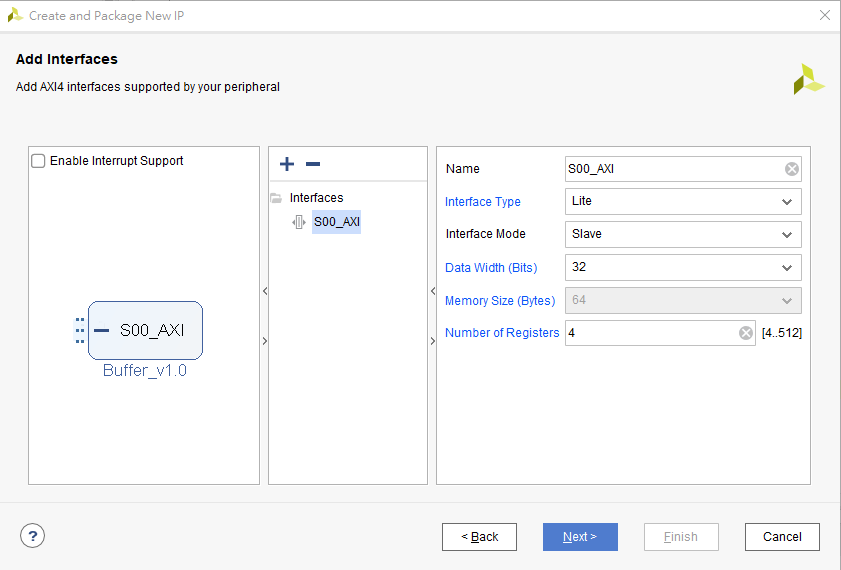 Create and Package New IP
Add Interfaces
Add AXI4 interfaces supported by your peripheral
Enable Interrupt Support
S00_AXI
Buffer_v1.0
Interfaces
S00_AXI
Name S00_AXI
Interface Type Lite
Interface Mode Slave
Data Width (Bits) 32
Memory Size (Bytes) 64
Number of Registers 4 [4..512]
? < Back Next > Finish Cancel